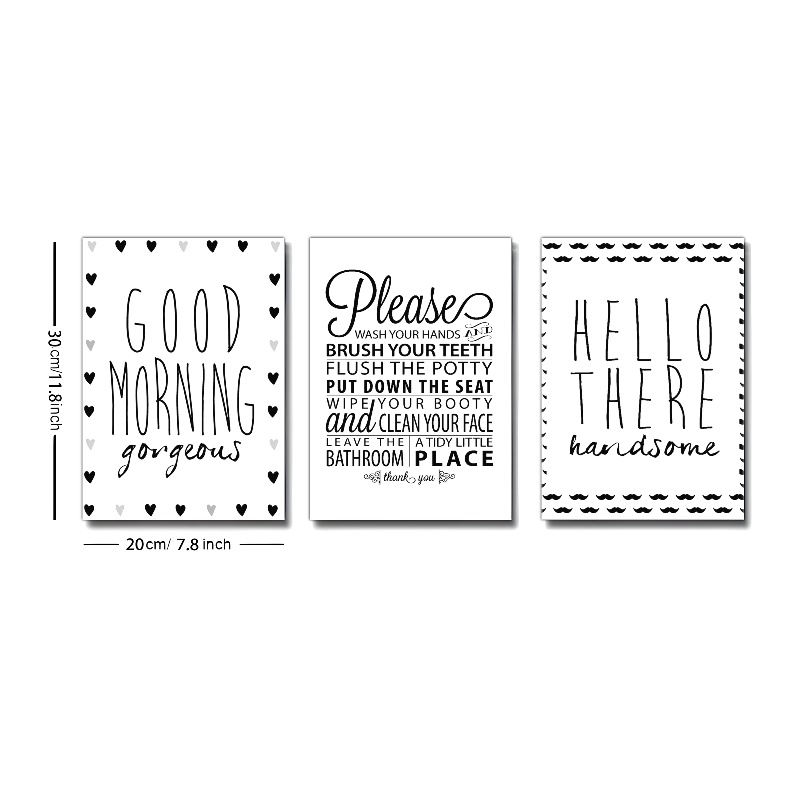 30cm/11.8inch
GOOD
MORNING
gorgeous
20cm/ 7.8 inch
Please
WASH YOUR HANDS AND
BRUSH YOUR TEETH
FLUSH THE POTTY
PUT DOWN THE SEAT
WIPE YOUR BOOTY
and CLEAN YOUR FACE
LEAVE THE A TIDY LITTLE
BATHROOM PLACE
thank you
HELLO
THERE
handsome